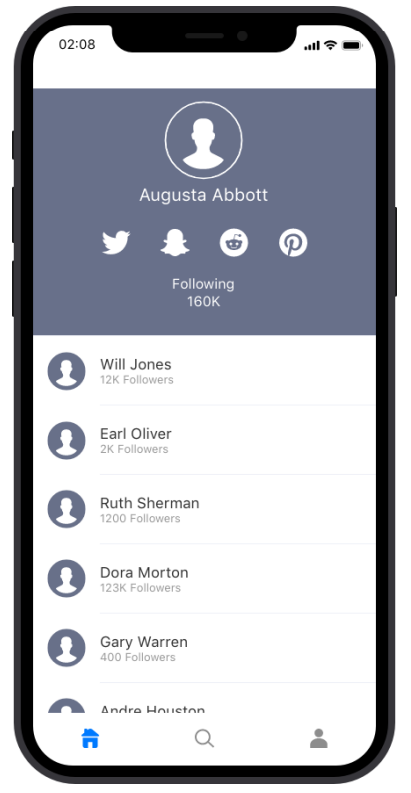 02:08
Augusta Abbott
Following
160K
Will Jones
12K Followers
Earl Oliver
2K Followers
Ruth Sherman
1200 Followers
Dora Morton
123K Followers
Gary Warren
400 Followers
Andre Houston